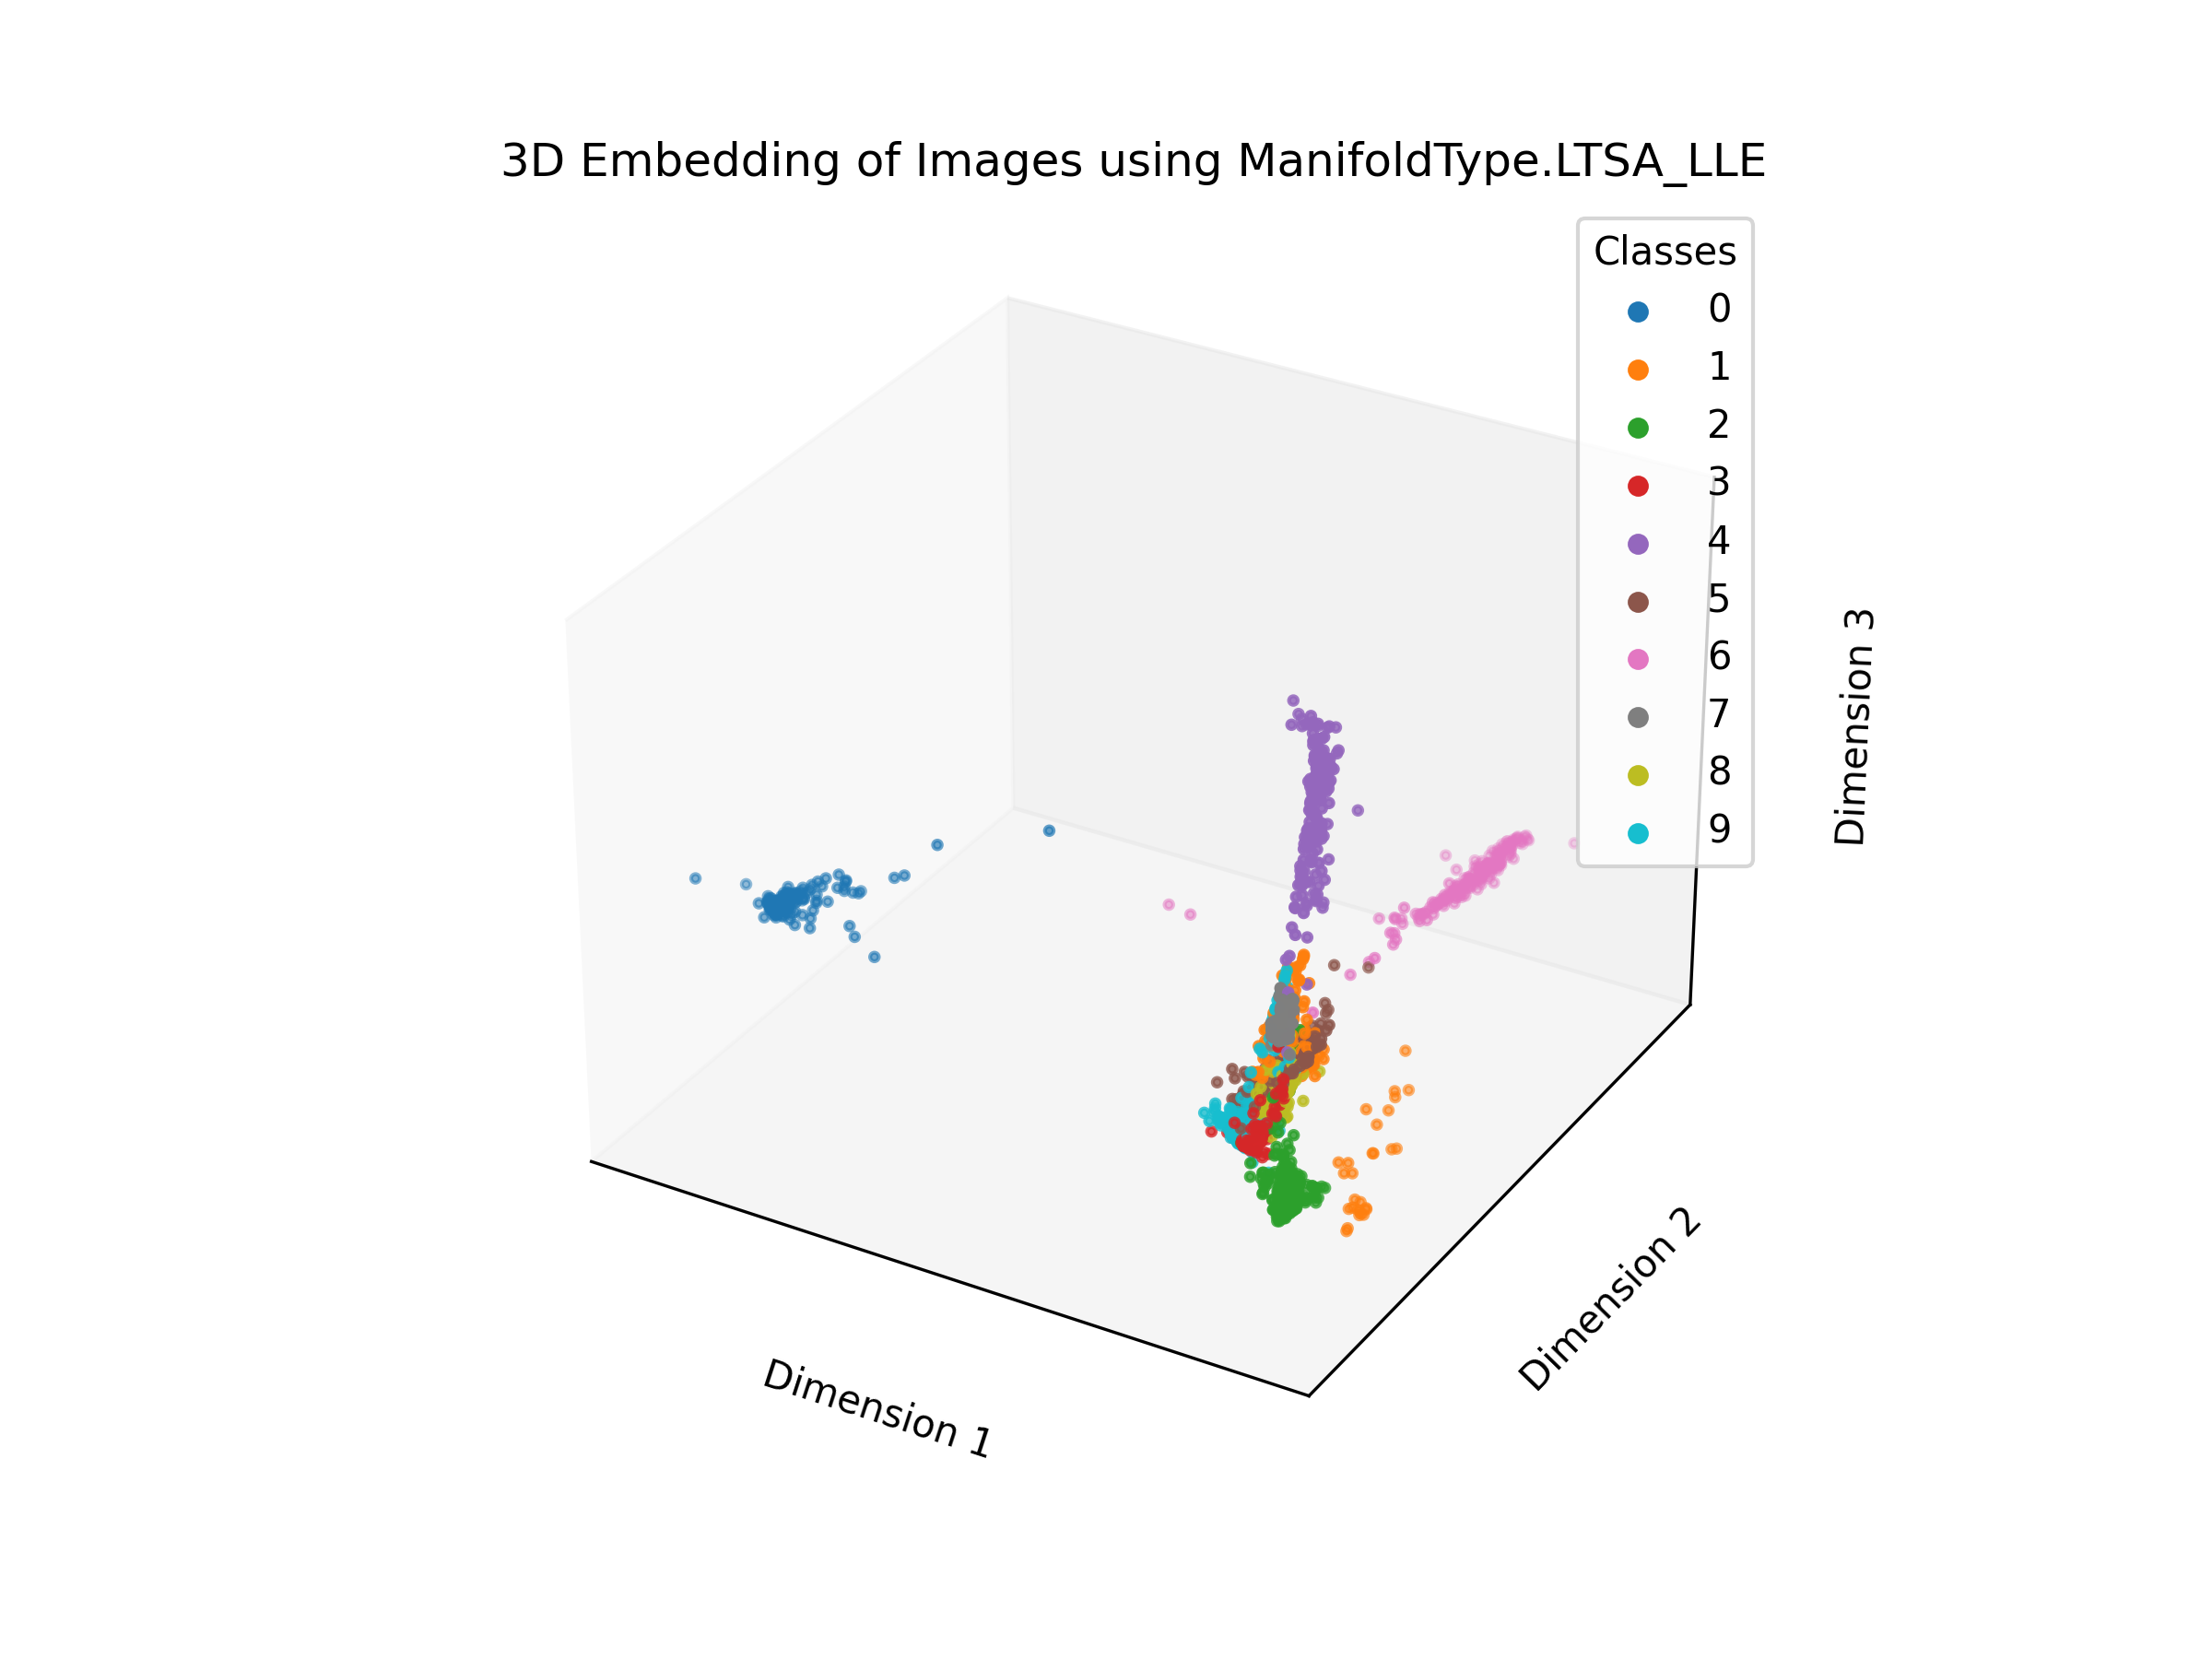 3D Embedding of Images using ManifoldType.LTSA_LLE
Classes
0
1
2
3
4
5
6
7
8
9
Dimension 3
Dimension 2
Dimension 1